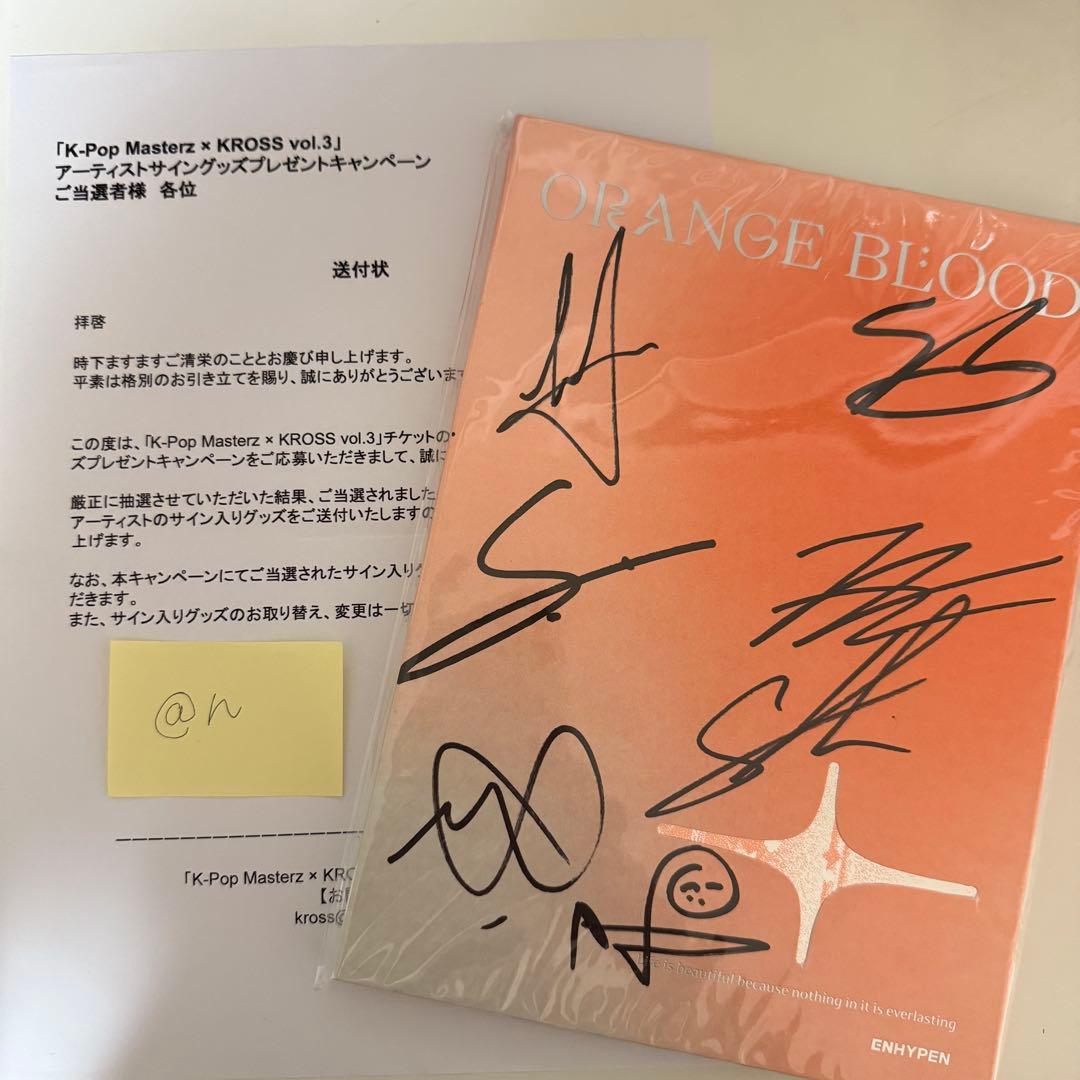 「K-Pop Masterz × KROSS vol.3」
アーティストサイングッズプレゼントキャンペーン
ご当選者様 各位
送付状
拝啓
時下ますますご清栄のこととお慶び申し上げます。
平素は格別のお引き立てを賜り、誠にありがとうございます
この度は、「K-Pop Masterz × KROSS vol.3」チケットの
ズプレゼントキャンペーンをご応募いただきまして、誠に
厳正に抽選させていただいた結果、ご当選されました
アーティストのサイン入りグッズをご送付いたしますの
上げます。
なお、本キャンペーンにてご当選されたサイン入り
だきます。
また、サイン入りグッズのお取り替え、変更は一切
@n
「K-Pop Masterz × KRO
【お
kross@
ORANGE BLOOD
Life is beautiful because nothing in it is everlasting
ENHYPEN